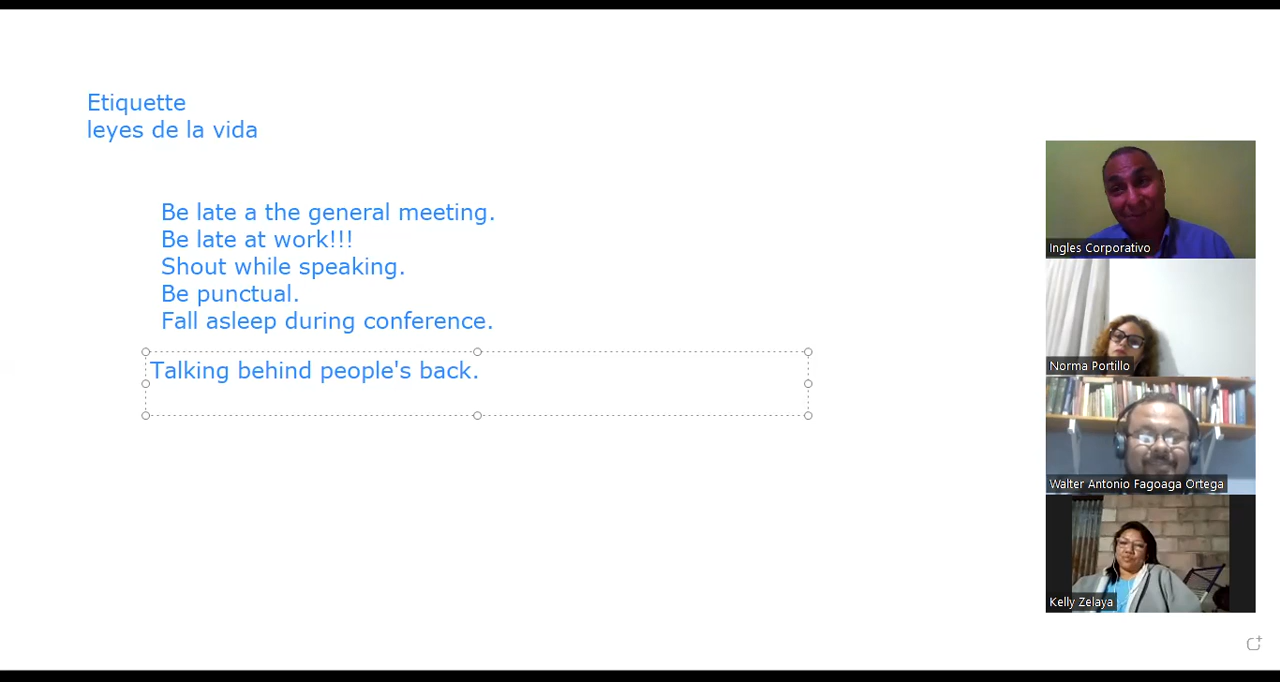 Etiquette
leyes de la vida
Be late a the general meeting.
Be late at work!!!
Shout while speaking.
Be punctual.
Fall asleep during conference.
Talking behind people's back.
Ingles Corporativo
Norma Portillo
Walter Antonio Fagoaga Ortega
Kelly Zelaya